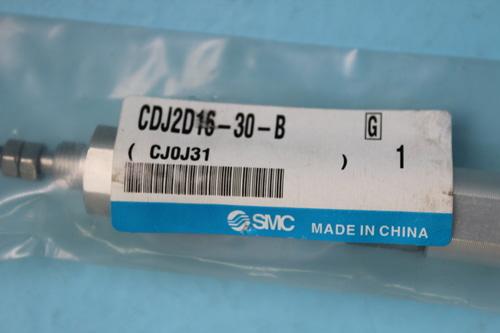 CDJ2D16-30-B G
( CJ0J31 ) 1
SMC MADE IN CHINA